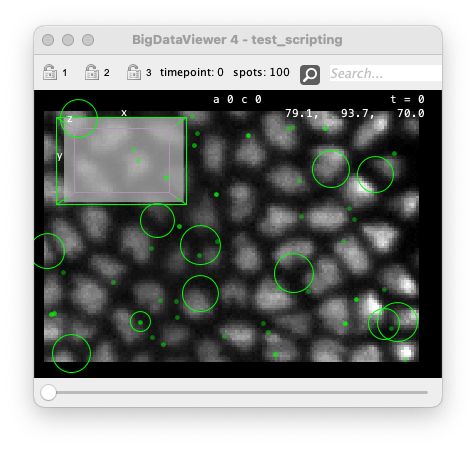 BigDataViewer 4 - test_scripting
1 2 3 timepoint: 0 spots: 100 Search...
a 0 c 0 t = 0
79.1, 93.7, 70.0
x
z
y